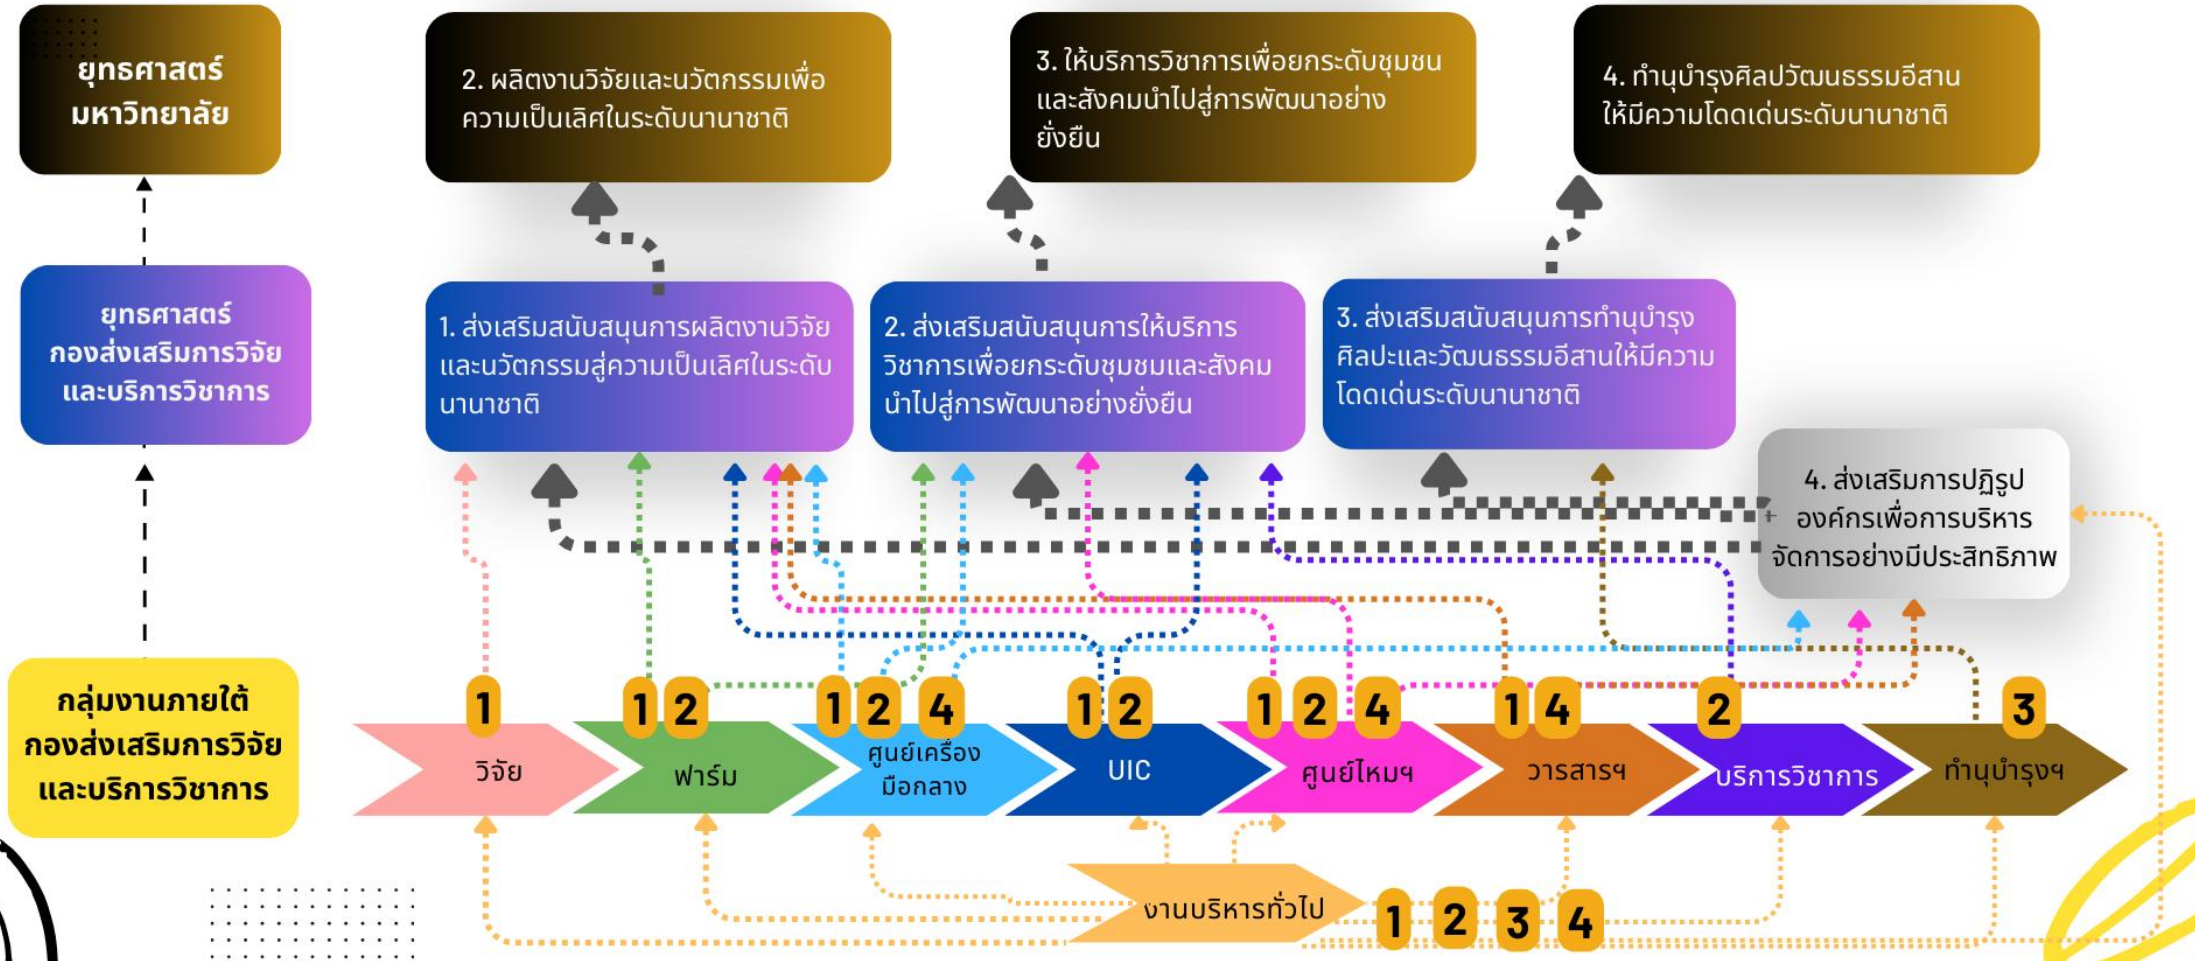 ยุทธศาสตร์
มหาวิทยาลัย
2. ผลิตงานวิจัยและนวัตกรรมเพื่อ
ความเป็นเลิศในระดับนานาชาติ
3. ให้บริการวิชาการเพื่อยกระดับชุมชน
และสังคมนำไปสู่การพัฒนาอย่าง
ยั่งยืน
4. ทำนุบำรุงศิลปวัฒนธรรมอีสาน
ให้มีความโดดเด่นระดับนานาชาติ
ยุทธศาสตร์
กองส่งเสริมการวิจัย
และบริการวิชาการ
1. ส่งเสริมสนับสนุนการผลิตงานวิจัย
และนวัตกรรมสู่ความเป็นเลิศในระดับ
นานาชาติ
2. ส่งเสริมสนับสนุนการให้บริการ
วิชาการเพื่อยกระดับชุมชมและสังคม
นำไปสู่การพัฒนาอย่างยั่งยืน
3. ส่งเสริมสนับสนุนการทำนุบำรุง
ศิลปะและวัฒนธรรมอีสานให้มีความ
โดดเด่นระดับนานาชาติ
4. ส่งเสริมการปฏิรูป
องค์กรเพื่อการบริหาร
จัดการอย่างมีประสิทธิภาพ
กลุ่มงานภายใต้
กองส่งเสริมการวิจัย
และบริการวิชาการ
1
1 2
1 2 4
1 2
1 2 4
1 4
2
3
วิจัย
ฟาร์ม
ศูนย์เครื่อง
มือกลาง
UIC
ศูนย์ไหมฯ
วารสารฯ
บริการวิชาการ
ทำนุบำรุงฯ
งานบริหารทั่วไป
1 2 3 4